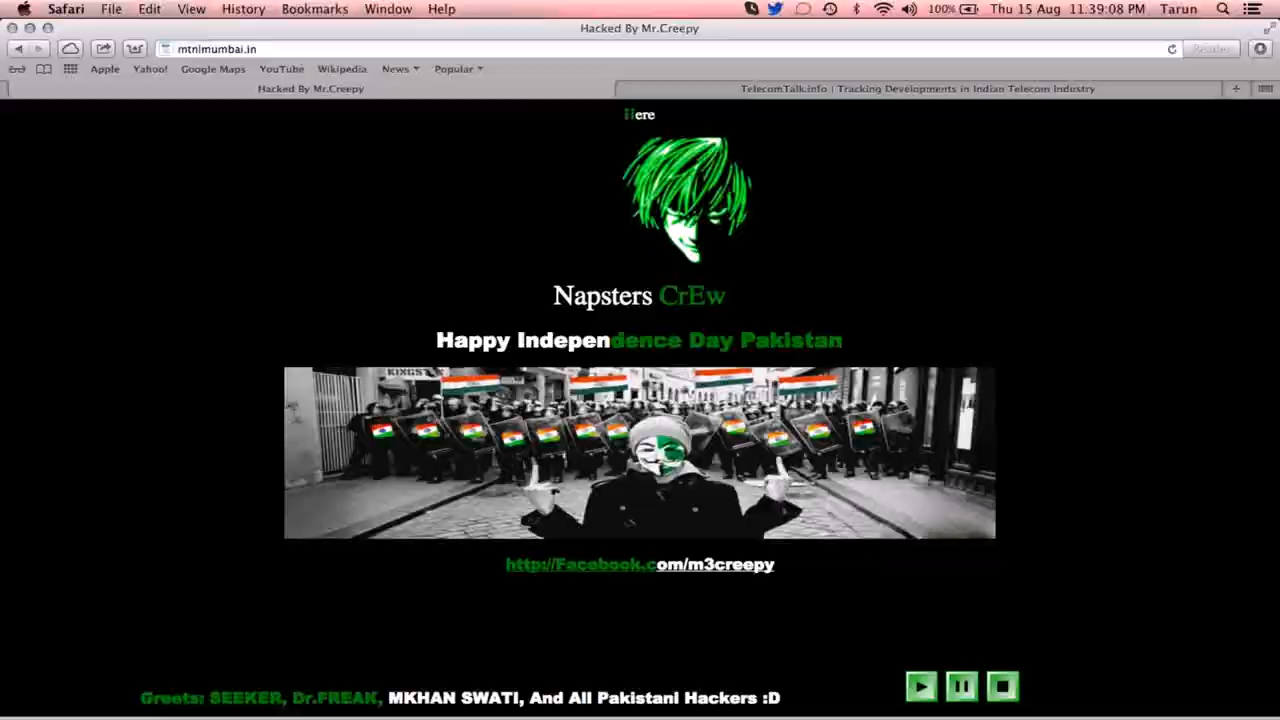 Safari File Edit View History Bookmarks Window Help 100% Thu 15 Aug 11:39:08 PM Tarun
Hacked By Mr.Creepy
mtnlmumbai.in Reader
Apple Yahoo! Google Maps YouTube Wikipedia News Popular
Hacked By Mr.Creepy TelecomTalk.info | Tracking Developments in Indian Telecom Industry
ere
Napsters CrEw
Happy Independence Day Pakistan
http://Facebook.com/m3creepy
Greets: SEEKER, Dr.FREAK, MKHAN SWATI, And All Pakistani Hackers :D